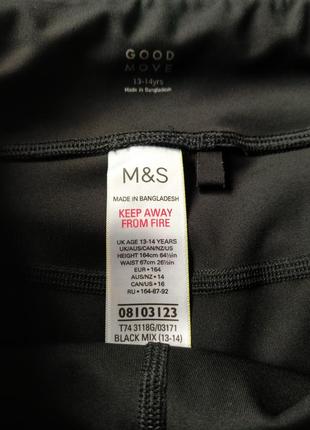 GOOD
MOVE
13-14yrs
Made in Bangladesh
M&S
MADE IN BANGLADESH
KEEP AWAY
FROM FIRE
UK AGE 13-14 YEARS
UK/AUS/CAN/NZ/US
HEIGHT 164cm 64½in
WAIST 67cm 26½in
EUR • 164
AUS/NZ • 14
CAN/US • 16
RU • 164-87-92
08103123
T74 3118G/03171
BLACK MIX (13-14)